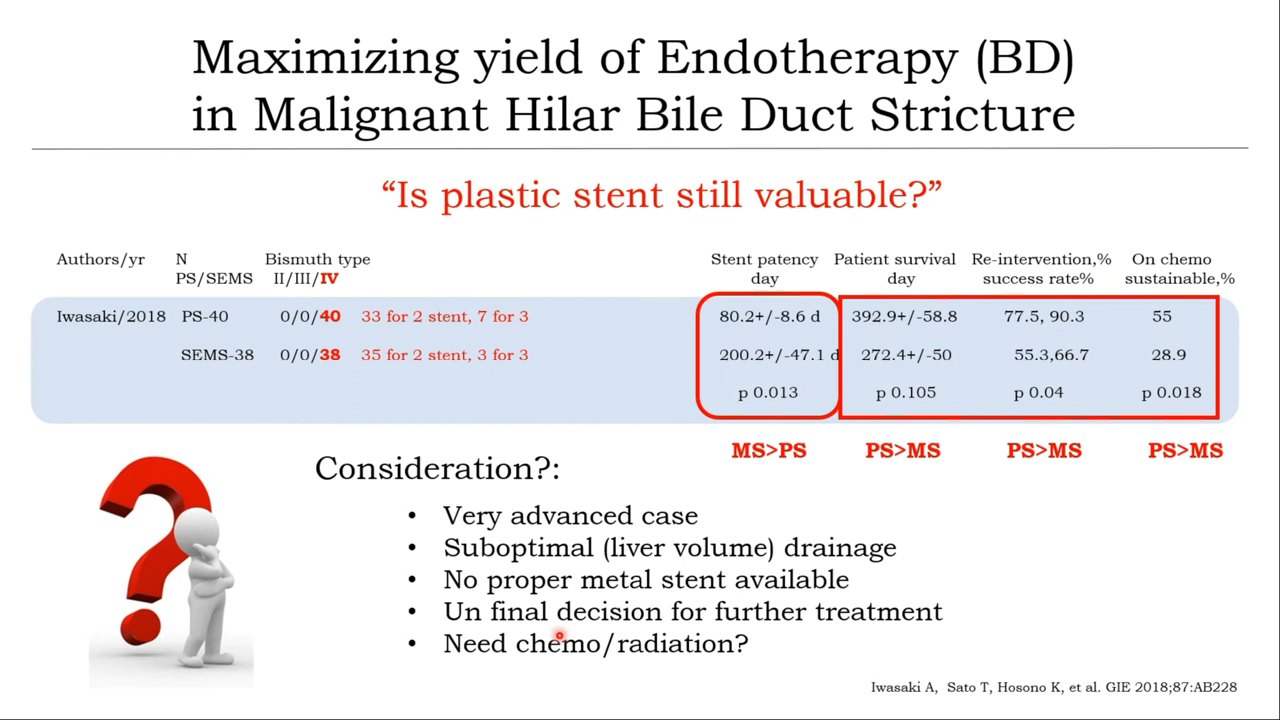 Maximizing yield of Endotherapy (BD)
in Malignant Hilar Bile Duct Stricture
“Is plastic stent still valuable?”
Authors/yr N Bismuth type Stent patency Patient survival Re-intervention,% On chemo
PS/SEMS II/III/IV day day success rate% sustainable,%
Iwasaki/2018 PS-40 0/0/40 33 for 2 stent, 7 for 3 80.2+/-8.6 d 392.9+/-58.8 77.5, 90.3 55
SEMS-38 0/0/38 35 for 2 stent, 3 for 3 200.2+/-47.1 d 272.4+/-50 55.3,66.7 28.9
p 0.013 p 0.105 p 0.04 p 0.018
MS>PS PS>MS PS>MS PS>MS
Consideration?:
• Very advanced case
• Suboptimal (liver volume) drainage
• No proper metal stent available
• Un final decision for further treatment
• Need chemo/radiation?
Iwasaki A, Sato T, Hosono K, et al. GIE 2018;87:AB228